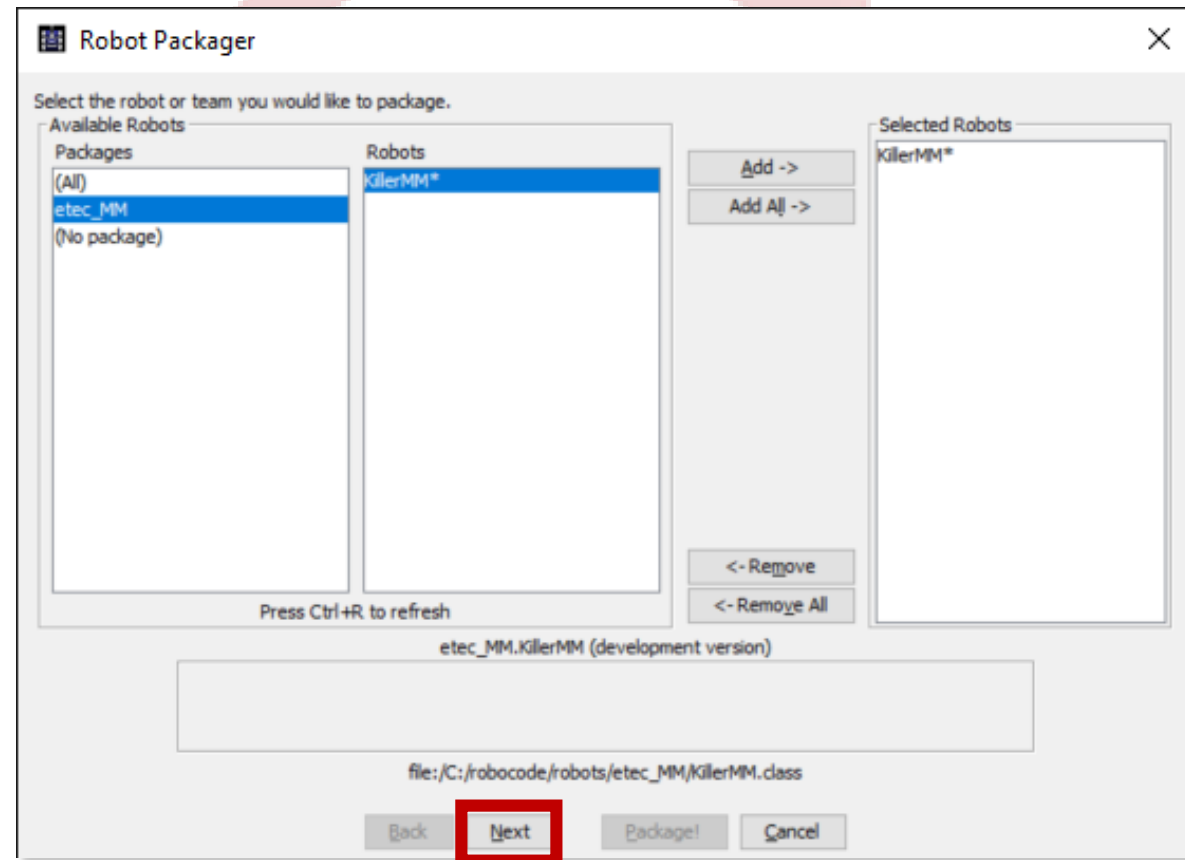 Robot Packager
Select the robot or team you would like to package.
Available Robots
Packages
(All)
etec_MM
(No package)
Robots
KillerMM*
Press Ctrl+R to refresh
Add ->
Add All ->
<- Remove
<- Remove All
Selected Robots
KillerMM*
etec_MM.KillerMM (development version)
file:/C:/robocode/robots/etec_MM/KillerMM.class
Back Next Package! Cancel